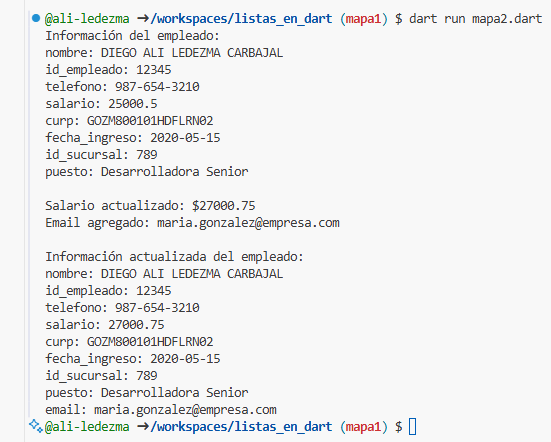 @ali-ledezma ➜/workspaces/listas_en_dart (mapa1) $ dart run mapa2.dart
Información del empleado:
nombre: DIEGO ALI LEDEZMA CARBAJAL
id_empleado: 12345
telefono: 987-654-3210
salario: 25000.5
curp: GOZM800101HDFLRN02
fecha_ingreso: 2020-05-15
id_sucursal: 789
puesto: Desarrolladora Senior
Salario actualizado: $27000.75
Email agregado: maria.gonzalez@empresa.com
Información actualizada del empleado:
nombre: DIEGO ALI LEDEZMA CARBAJAL
id_empleado: 12345
telefono: 987-654-3210
salario: 27000.75
curp: GOZM800101HDFLRN02
fecha_ingreso: 2020-05-15
id_sucursal: 789
puesto: Desarrolladora Senior
email: maria.gonzalez@empresa.com
@ali-ledezma ➜/workspaces/listas_en_dart (mapa1) $